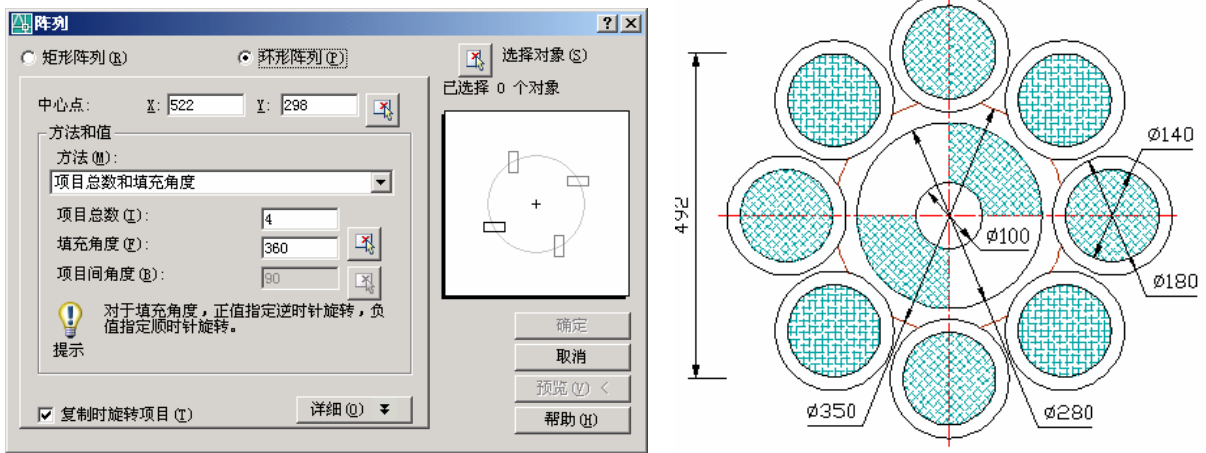 阵列
矩形阵列(R)
环形阵列(P)
选择对象(S)
已选择 0 个对象
中心点: X: 522 Y: 298
方法和值
方法(M):
项目总数和填充角度
项目总数(I): 4
填充角度(F): 360
项目间角度(B): 90
对于填充角度，正值指定逆时针旋转，负
值指定顺时针旋转。
提示
复制时旋转项目(T)
详细(O)
确定
取消
预览(V) <
帮助(H)
492
Ø140
Ø100
Ø180
Ø350
Ø280